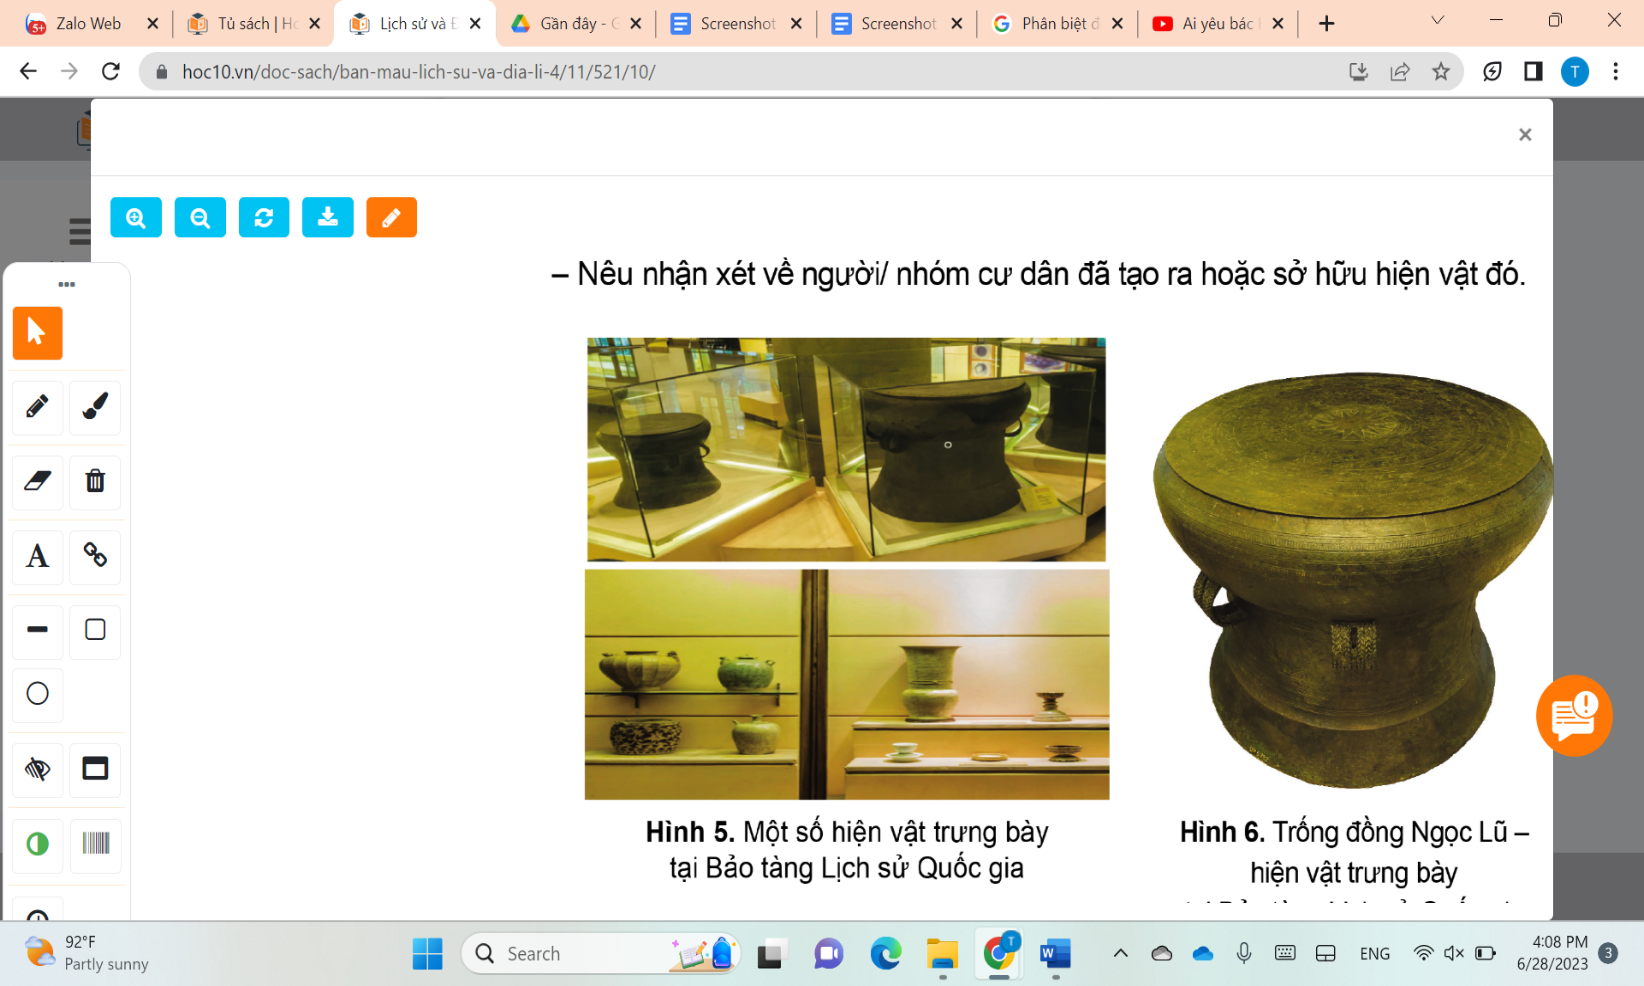 Zalo Web
Tủ sách | Ho
Lịch sử và Đ
Gần đây - G
Screenshot
Screenshot
Phân biệt đ
Ai yêu bác
hoc10.vn/doc-sach/ban-mau-lich-su-va-dia-li-4/11/521/10/
T
– Nêu nhận xét về người/ nhóm cư dân đã tạo ra hoặc sở hữu hiện vật đó.
A
Hình 5. Một số hiện vật trưng bày
tại Bảo tàng Lịch sử Quốc gia
Hình 6. Trống đồng Ngọc Lũ –
hiện vật trưng bày
92°F
Partly sunny
Search
T
W
ENG
4:08 PM
6/28/2023
3